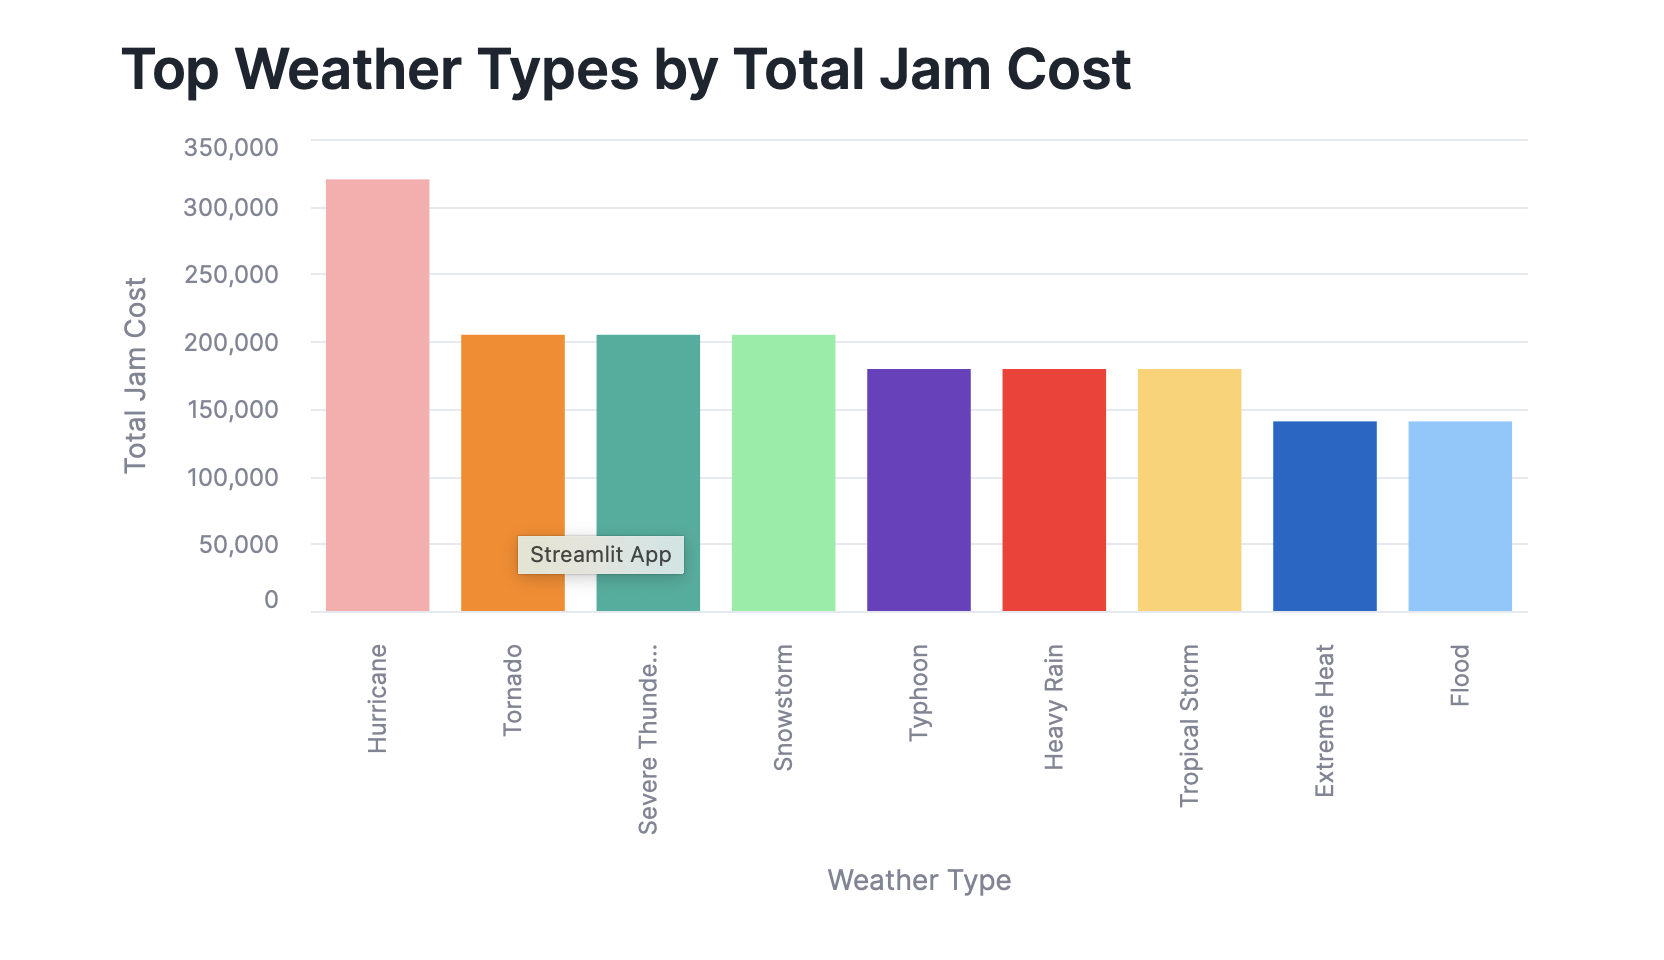 Top Weather Types by Total Jam Cost
350,000
300,000
250,000
200,000
150,000
100,000
50,000
0
Total Jam Cost
Streamlit App
Hurricane
Tornado
Severe Thunde...
Snowstorm
Typhoon
Heavy Rain
Tropical Storm
Extreme Heat
Flood
Weather Type